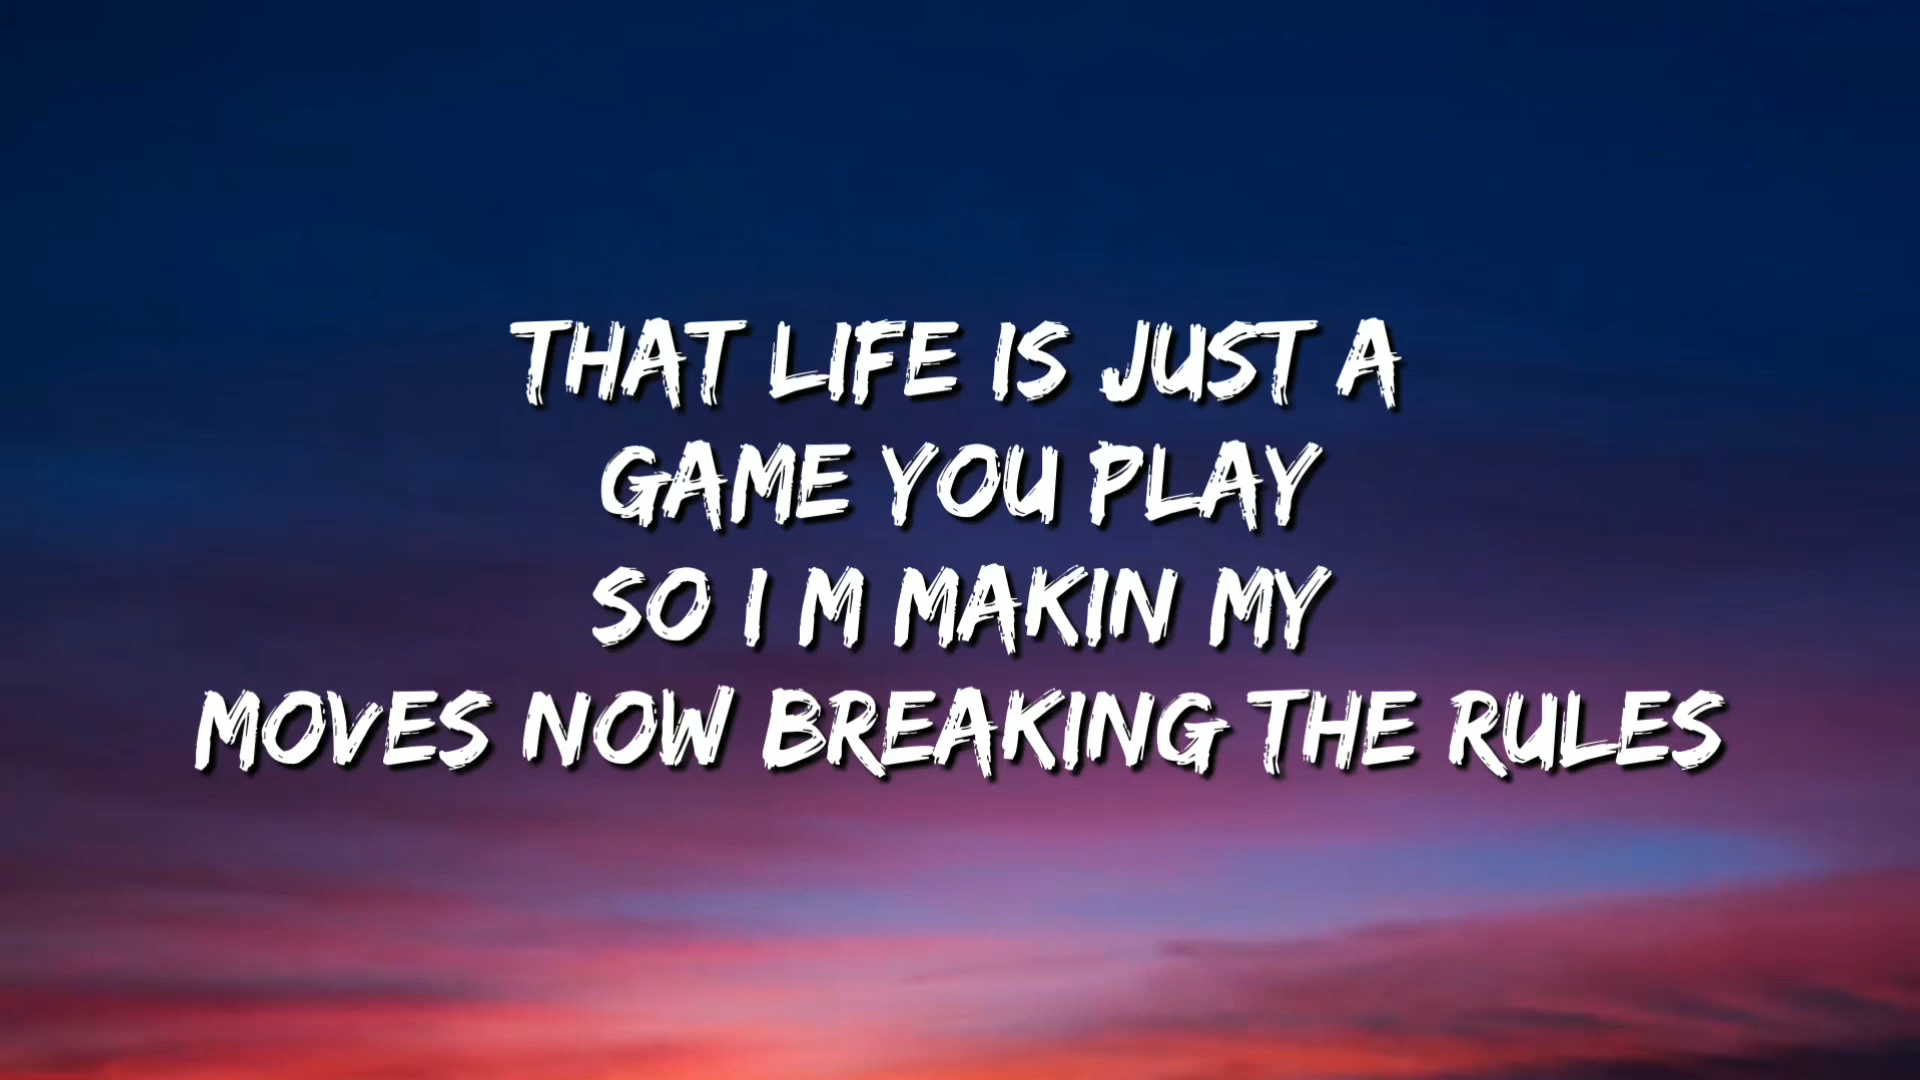 THAT LIFE IS JUST A
GAME YOU PLAY
SO I M MAKIN MY
MOVES NOW BREAKING THE RULES